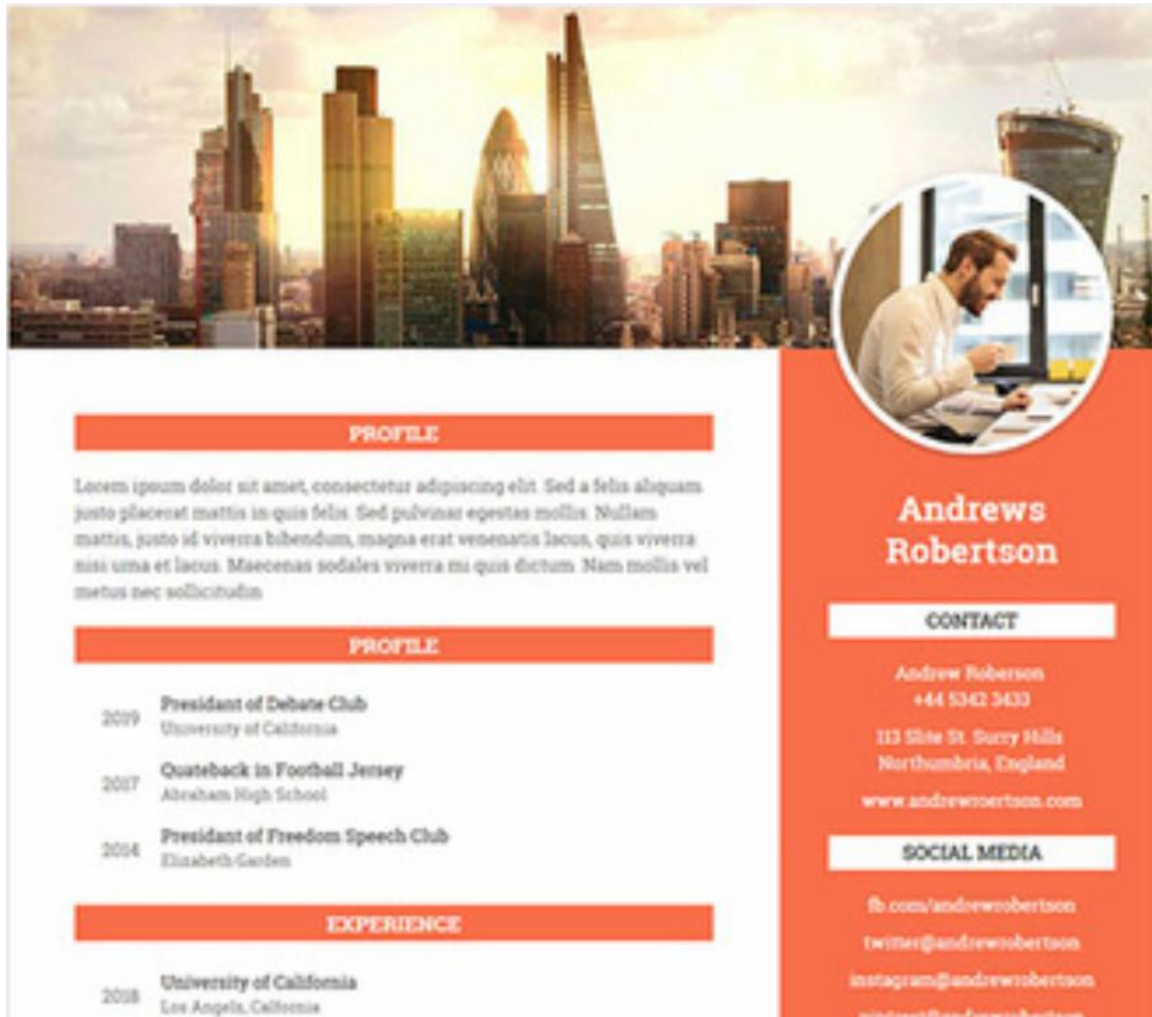 PROFILE
Lorem ipsum dolor sit amet, consectetur adipiscing elit. Sed a felis aliquam
justo placerat mattis in quis felis. Sed pulvinar egestas mollis. Nullam
mattis, justo id viverra bibendum, magna erat venenatis lacus, quis viverra
nisi urna et lacus. Maecenas sodales viverra mi quis dictum. Nam mollis vel
metus nec sollicitudin
PROFILE
2019
Presidant of Debate Club
University of California
2017
Quateback in Football Jersey
Abraham High School
2014
Presidant of Freedom Speech Club
Elizabeth Garden
EXPERIENCE
2018
University of California
Los Angels, Calfornia
Andrews
Robertson
CONTACT
Andrew Roberson
+44 5342 3433
113 Slite St. Surry Hills
Northumbria, England
www.andrewroertson.com
SOCIAL MEDIA
fb.com/andrewrobertson
twitter@andrewrobertson
instagram@andrewrobertson